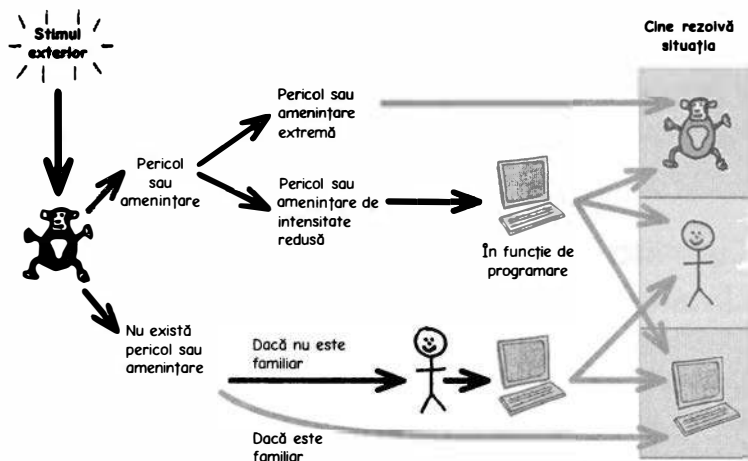 Stimul
exterior
Cine rezolvă
situația
Pericol sau
amenințare
extremă
Pericol
sau
amenințare
Pericol sau
amenințare de
intensitate
redusă
În funcție de
programare
Nu există
pericol sau
amenințare
Dacă nu este
familiar
Dacă este
familiar